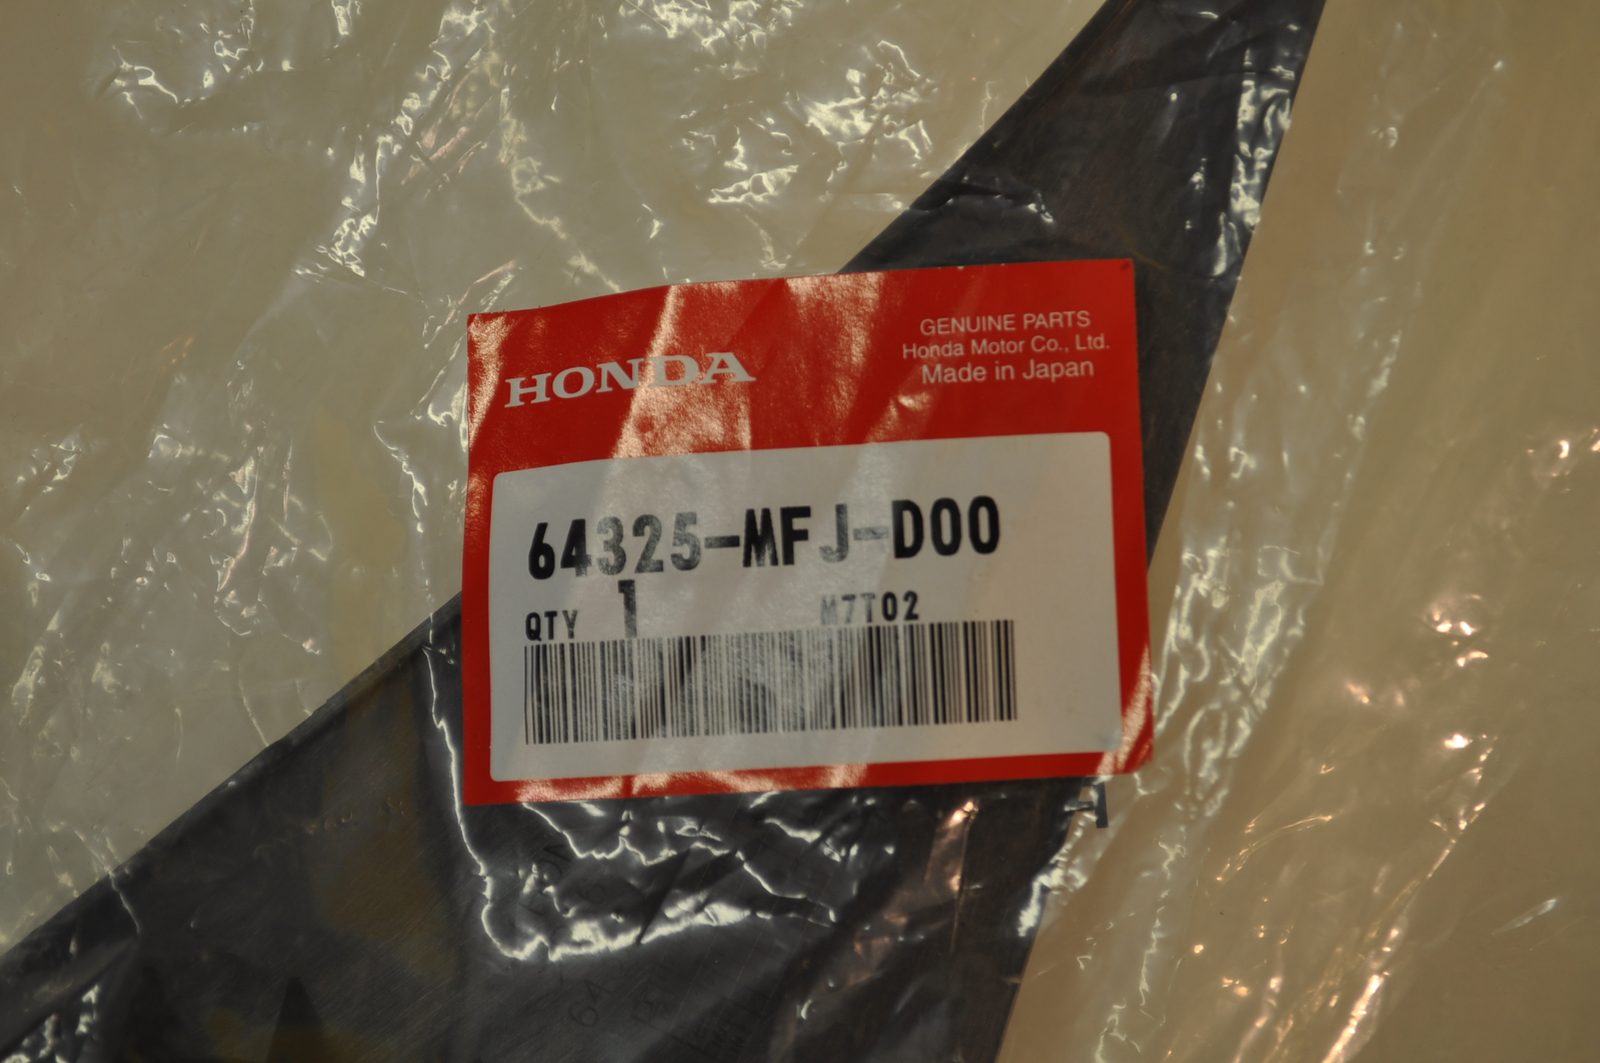 HONDA
GENUINE PARTS
Honda Motor Co., Ltd.
Made in Japan
64325-MFJ-D00
QTY 1 M7T02